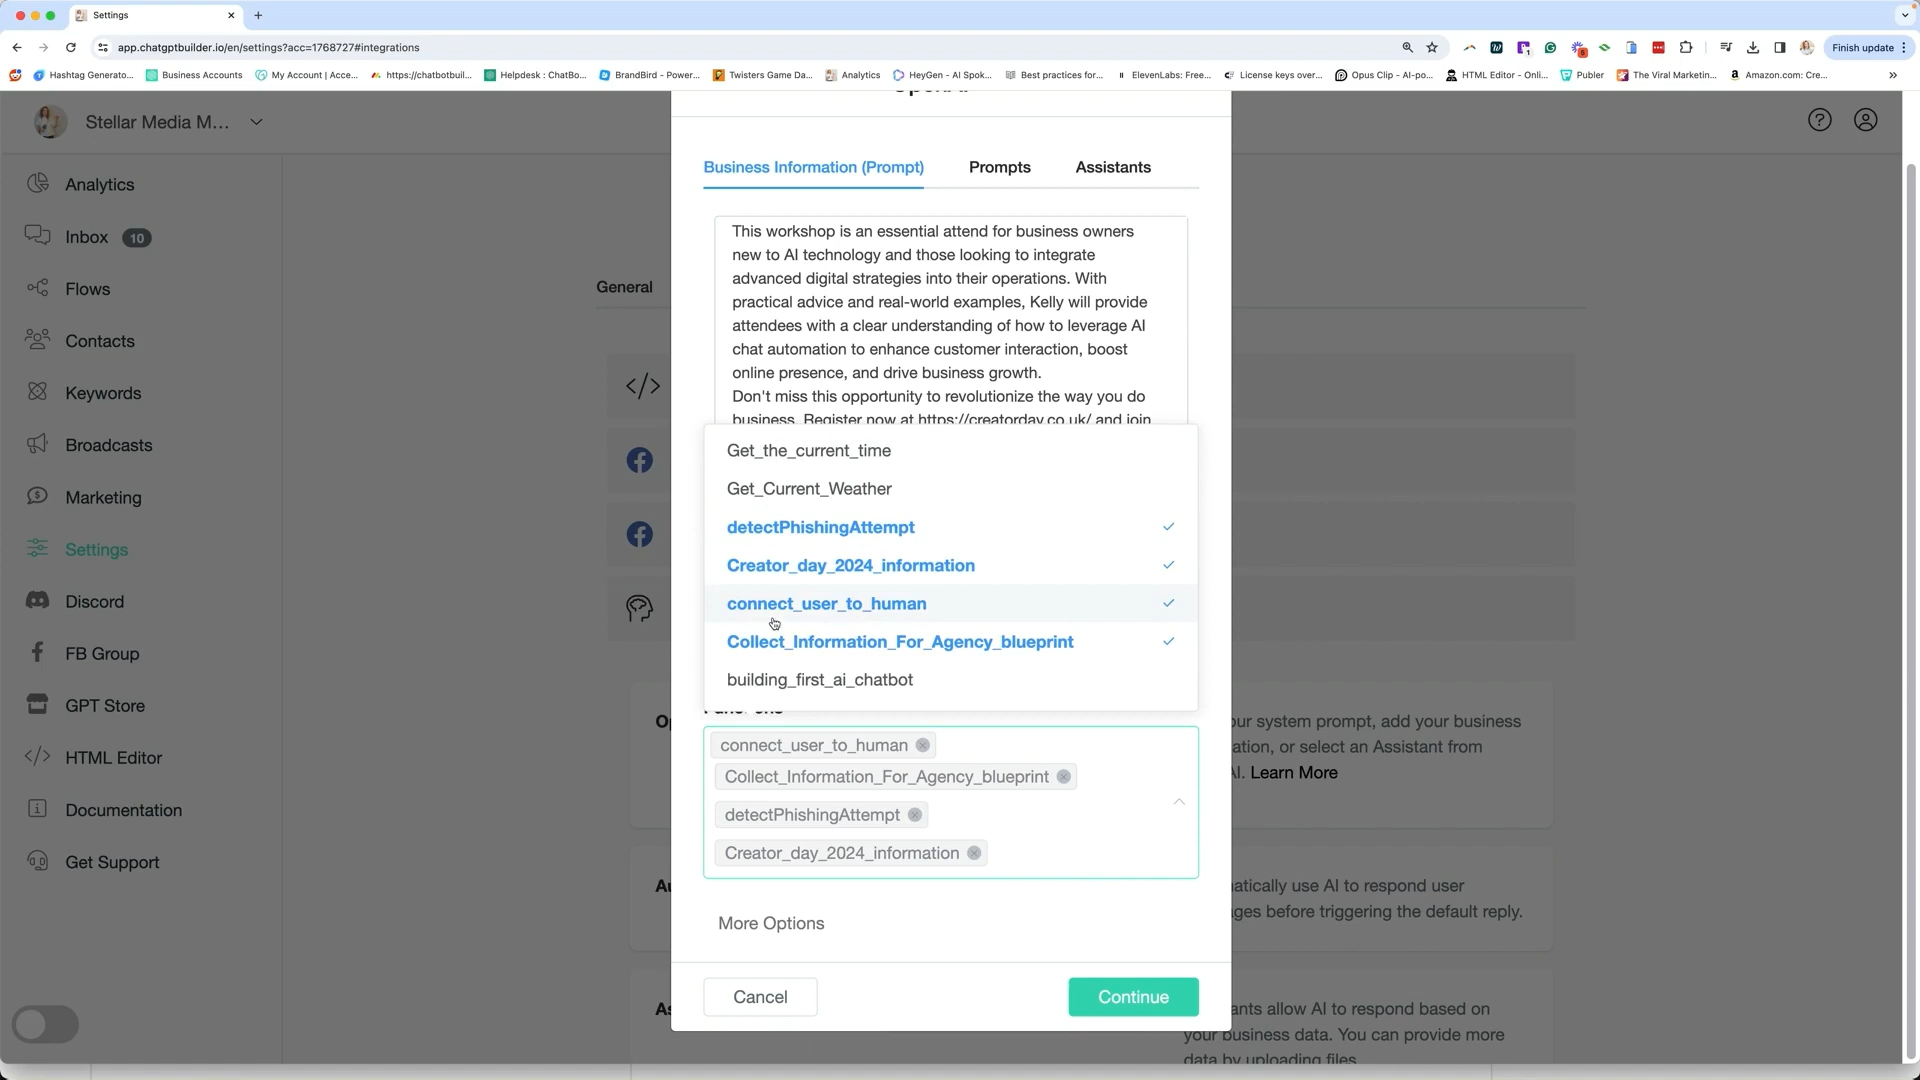 Settings
app.chatgptbuilder.io/en/settings?acc=1768727#integrations
Finish update
Hashtag Generato...
Business Accounts
My Account | Acce...
https://chatbotbuil...
Helpdesk : ChatBo...
BrandBird - Power...
Twisters Game Da...
Analytics
HeyGen - AI Spok...
Best practices for...
ElevenLabs: Free...
License keys over...
Opus Clip - AI-po...
HTML Editor - Onli...
Publer
The Viral Marketin...
Amazon.com: Cre...
Stellar Media M...
Analytics
Inbox 10
Flows
Contacts
Keywords
Broadcasts
Marketing
Settings
Discord
FB Group
GPT Store
HTML Editor
Documentation
Get Support
General
Business Information (Prompt)
Prompts
Assistants
This workshop is an essential attend for business owners
new to AI technology and those looking to integrate
advanced digital strategies into their operations. With
practical advice and real-world examples, Kelly will provide
attendees with a clear understanding of how to leverage AI
chat automation to enhance customer interaction, boost
online presence, and drive business growth.
Don't miss this opportunity to revolutionize the way you do
business. Register now at https://creatorday.co.uk/ and join
Get_the_current_time
Get_Current_Weather
detectPhishingAttempt
Creator_day_2024_information
connect_user_to_human
Collect_Information_For_Agency_blueprint
building_first_ai_chatbot
connect_user_to_human
Collect_Information_For_Agency_blueprint
detectPhishingAttempt
Creator_day_2024_information
More Options
Cancel
Continue
Op
our system prompt, add your business
ation, or select an Assistant from
AI. Learn More
Au
atically use AI to respond user
ges before triggering the default reply.
As
ants allow AI to respond based on
your business data. You can provide more
data by uploading files